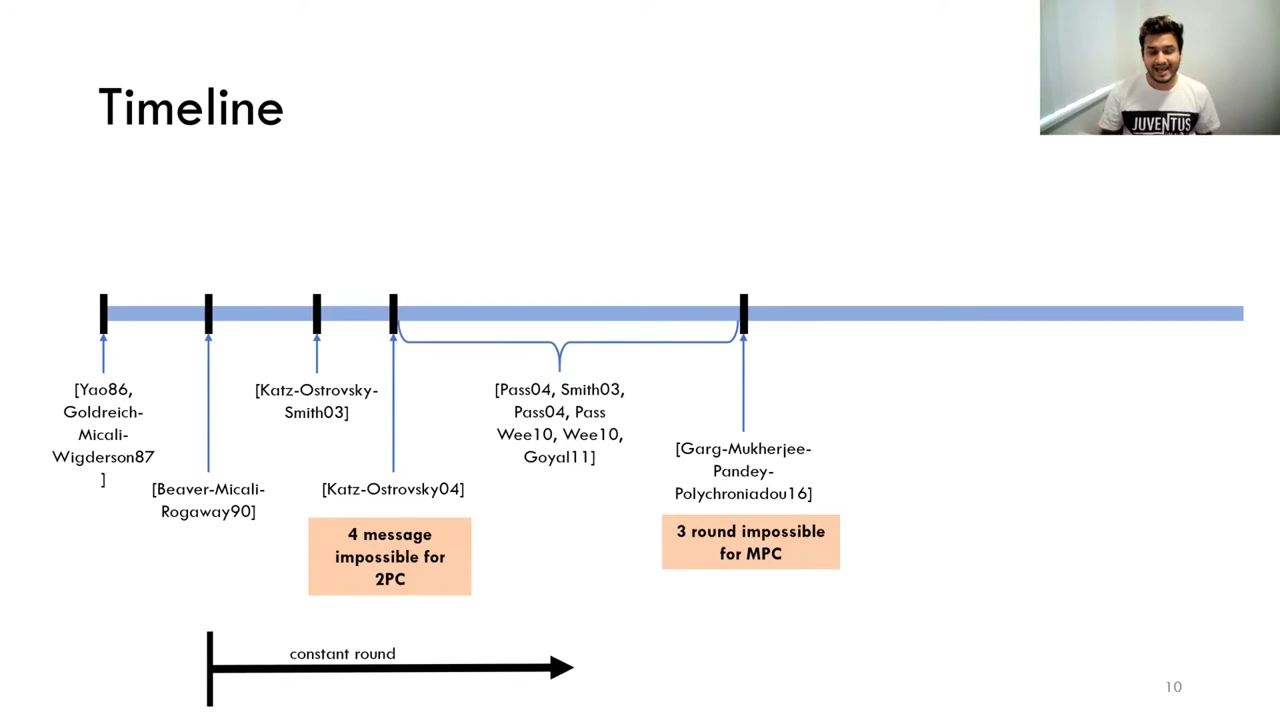 Timeline
JUVENTUS
[Yao86,
Goldreich-
Micali-
Wigderson87
]
[Beaver-Micali-
Rogaway90]
[Katz-Ostrovsky-
Smith03]
[Katz-Ostrovsky04]
4 message
impossible for
2PC
[Pass04, Smith03,
Pass04, Pass
Wee10, Wee10,
Goyal11]
[Garg-Mukherjee-
Pandey-
Polychroniadou16]
3 round impossible
for MPC
constant round
10